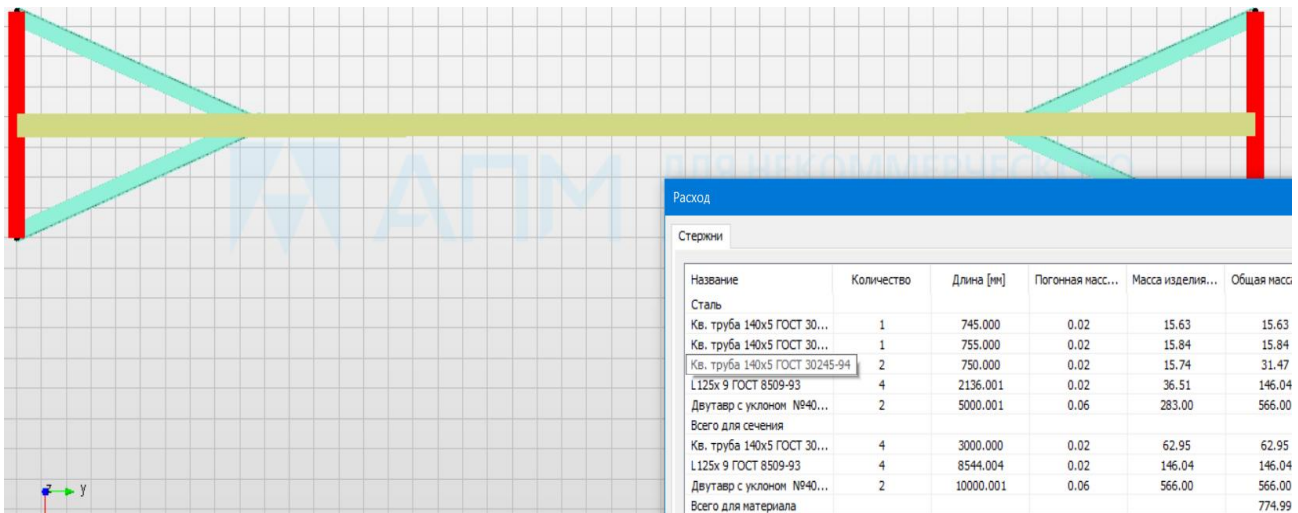 АПМ
ДЛЯ НЕКОММЕРЧЕСКОГО
Расход
Стержни
Название Количество Длина [мм] Погонная масс... Масса изделия... Общая масса
Сталь
Кв. труба 140x5 ГОСТ 30... 1 745.000 0.02 15.63 15.63
Кв. труба 140x5 ГОСТ 30... 1 755.000 0.02 15.84 15.84
Кв. труба 140x5 ГОСТ 30245-94 2 750.000 0.02 15.74 31.47
L125x 9 ГОСТ 8509-93 4 2136.001 0.02 36.51 146.04
Двутавр с уклоном №40... 2 5000.001 0.06 283.00 566.00
Всего для сечения
Кв. труба 140x5 ГОСТ 30... 4 3000.000 0.02 62.95 62.95
L125x 9 ГОСТ 8509-93 4 8544.004 0.02 146.04 146.04
Двутавр с уклоном №40... 2 10000.001 0.06 566.00 566.00
Всего для материала 774.99
z y